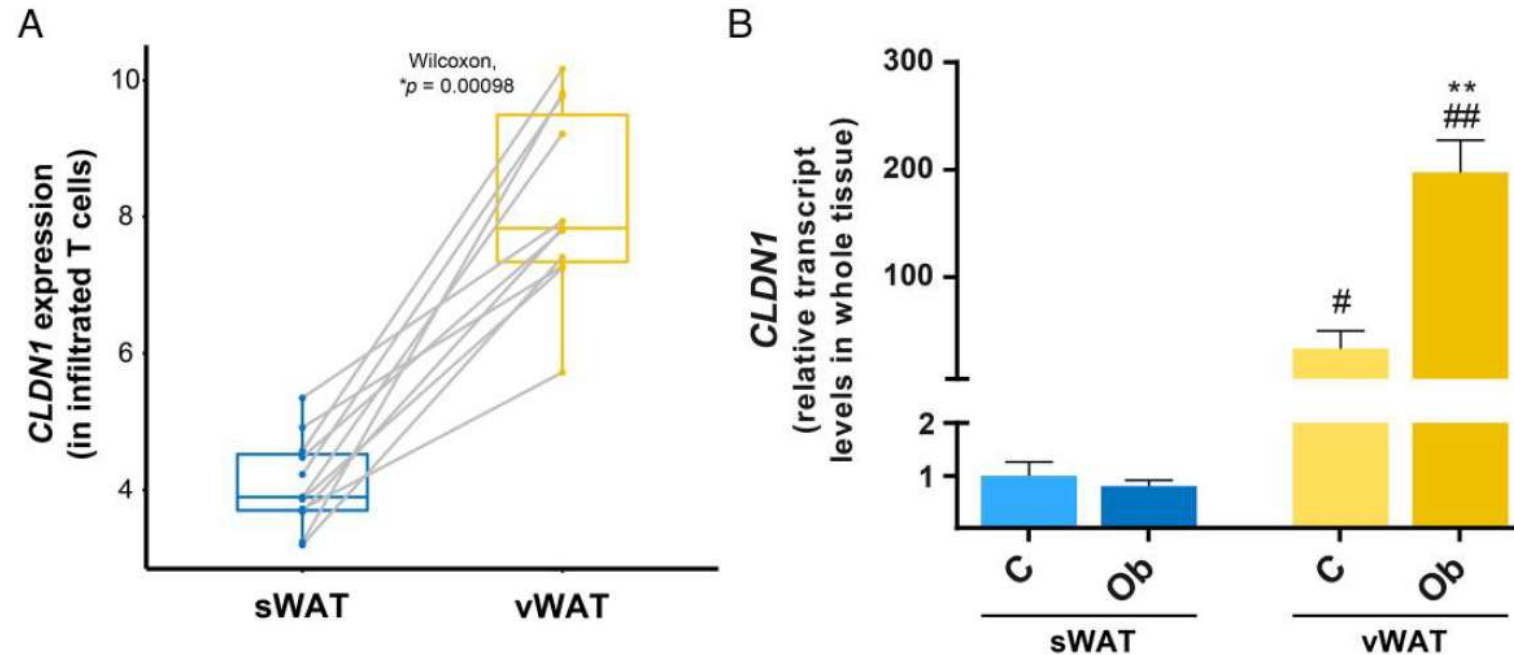 A
CLDN1 expression
(in infiltrated T cells)
10
8
6
4
Wilcoxon,
*p = 0.00098
sWAT
vWAT
B
CLDN1
(relative transcript
levels in whole tissue)
300
200
100
2
1
#
**
##
C
Ob
C
Ob
sWAT
vWAT